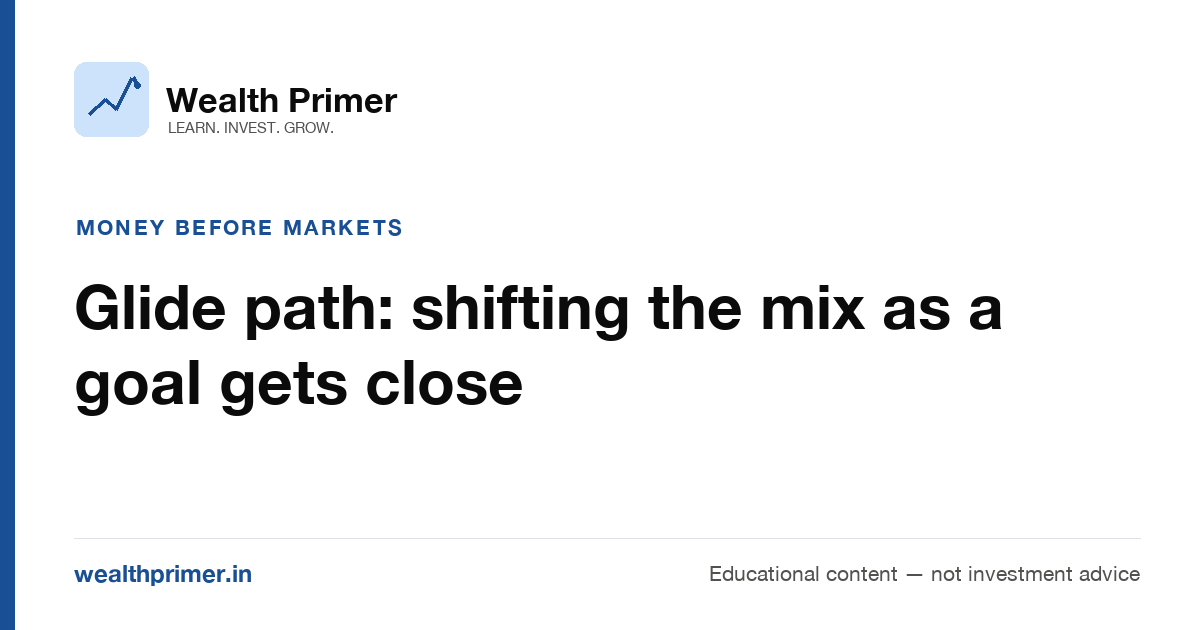 Wealth Primer
LEARN. INVEST. GROW.
MONEY BEFORE MARKETS
Glide path: shifting the mix as a
goal gets close
wealthprimer.in
Educational content — not investment advice